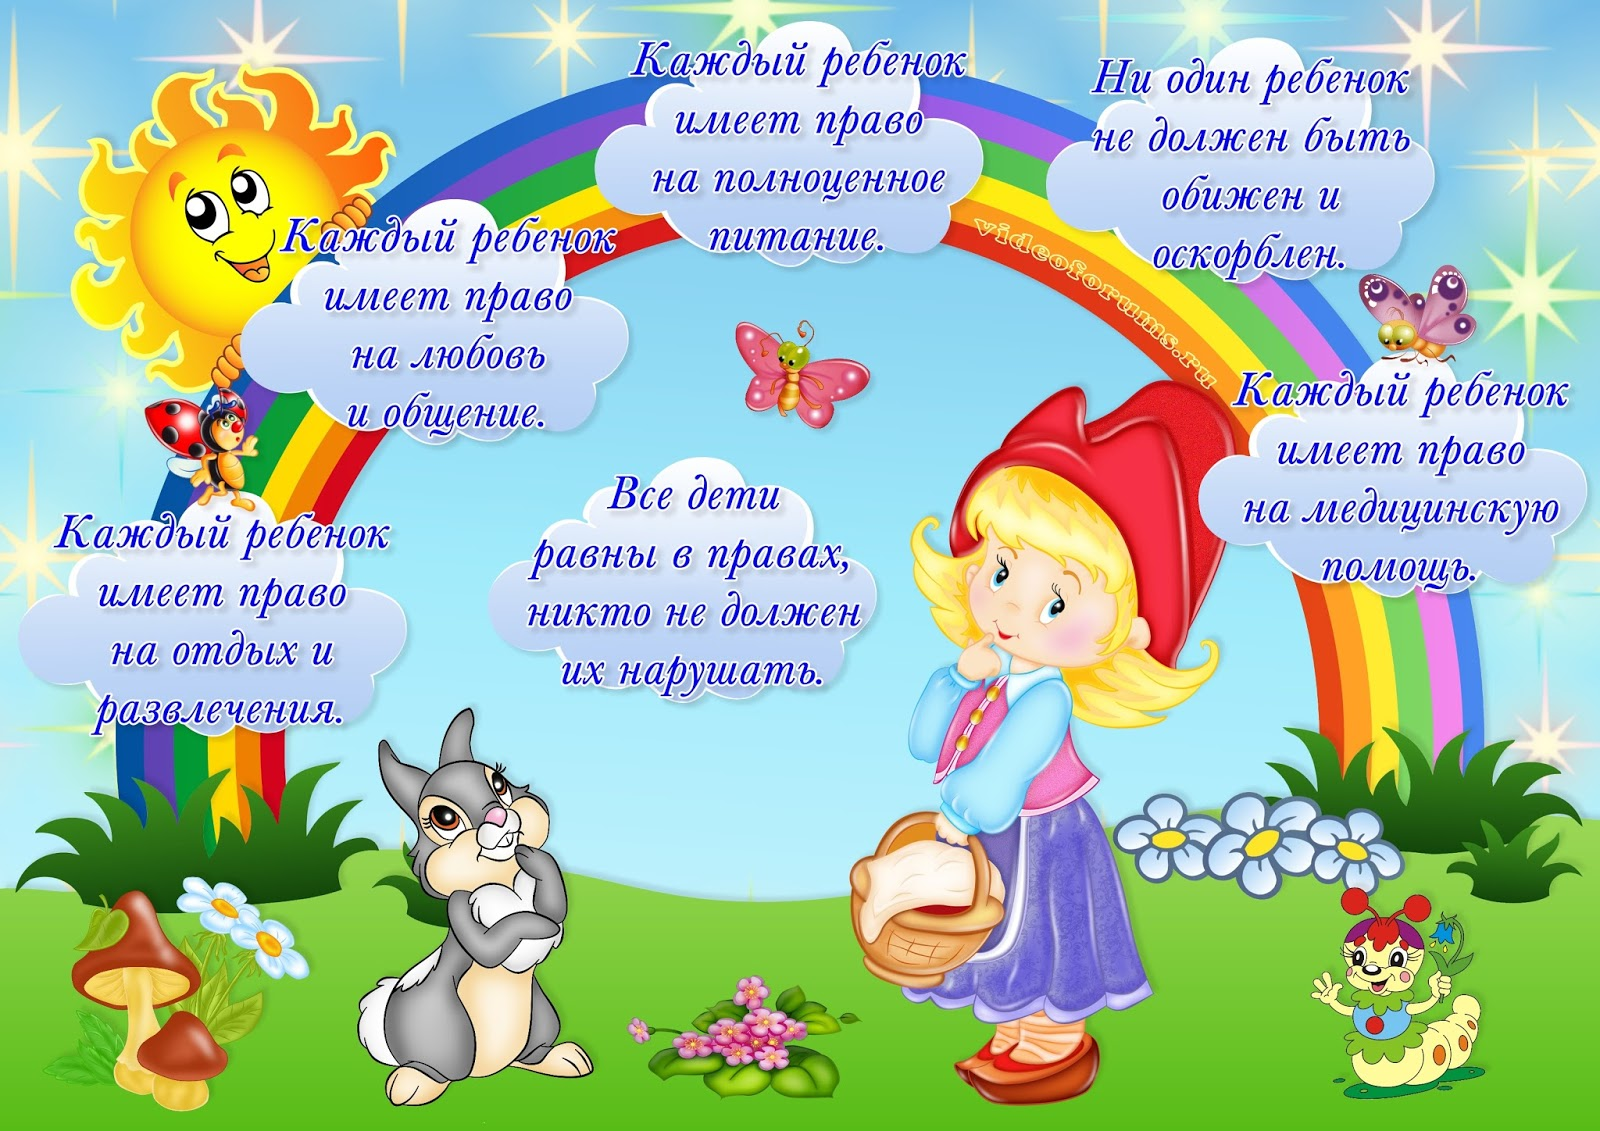 Каждый ребенок
имеет право
на отдых и
развлечения.
Каждый ребенок
имеет право
на любовь
и общение.
Каждый ребенок
имеет право
на полноценное
питание.
Ни один ребенок
не должен быть
обижен и
оскорблен.
Каждый ребенок
имеет право
на медицинскую
помощь.
Все дети
равны в правах,
никто не должен
их нарушать.
videoforums.ru